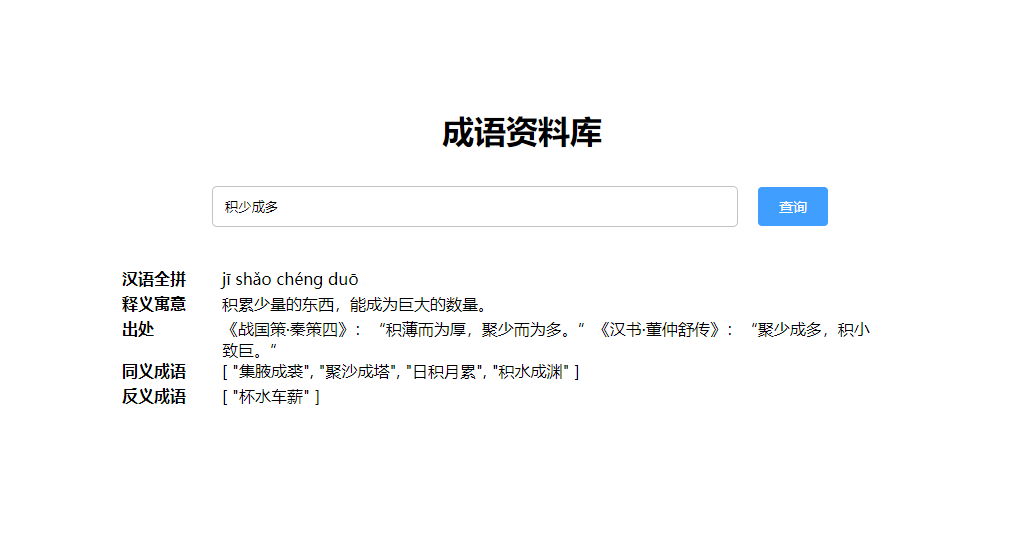 成语资料库
积少成多
查询
汉语全拼 jī shǎo chéng duō
释义寓意 积累少量的东西，能成为巨大的数量。
出处 《战国策·秦策四》：“积薄而为厚，聚少而为多。”《汉书·董仲舒传》：“聚少成多，积小
致巨。“
同义成语 [ "集腋成裘", "聚沙成塔", "日积月累", "积水成渊" ]
反义成语 [ "杯水车薪" ]